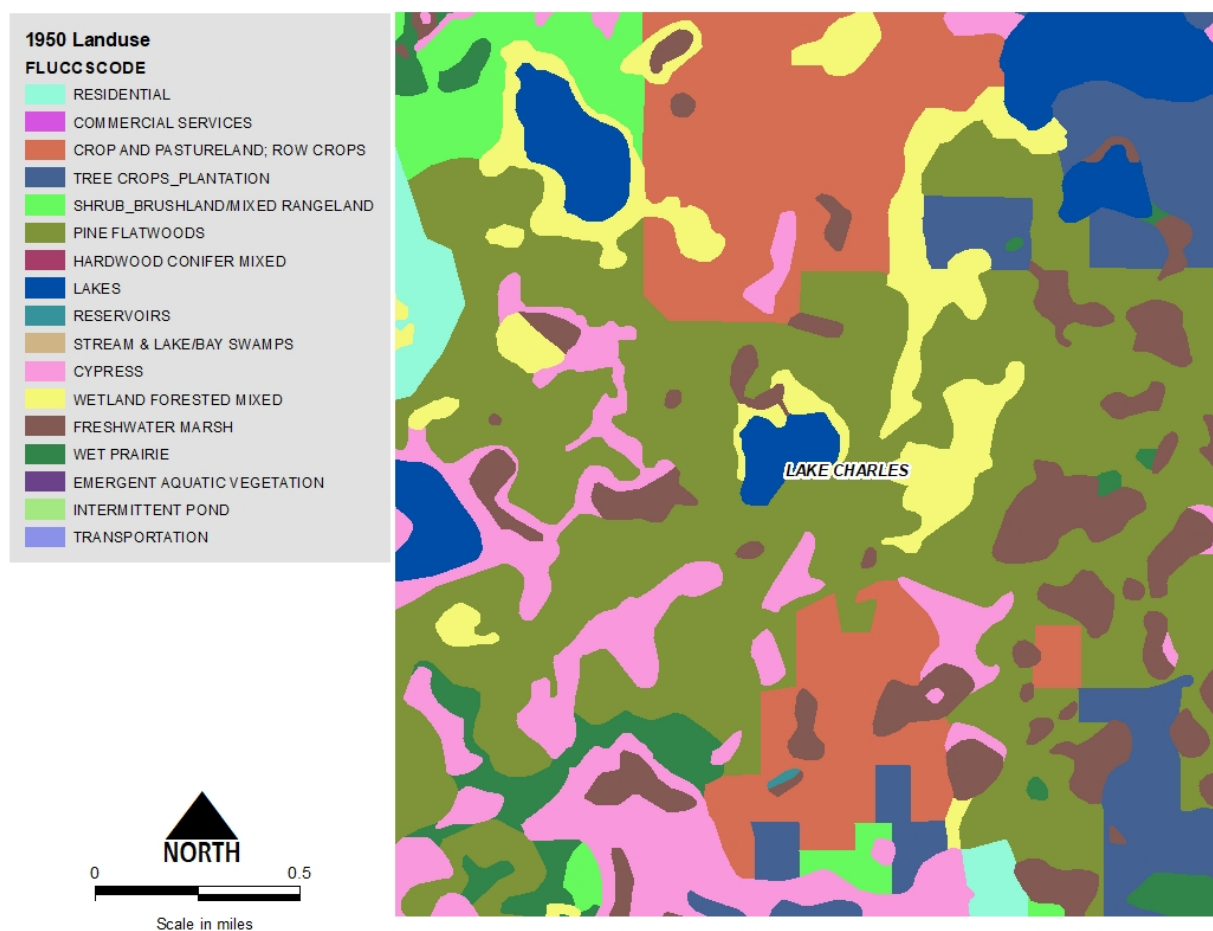 1950 Landuse
FLUCCSCODE
RESIDENTIAL
COMMERCIAL SERVICES
CROP AND PASTURELAND; ROW CROPS
TREE CROPS_PLANTATION
SHRUB_BRUSHLAND/MIXED RANGELAND
PINE FLATWOODS
HARDWOOD CONIFER MIXED
LAKES
RESERVOIRS
STREAM & LAKE/BAY SWAMPS
CYPRESS
WETLAND FORESTED MIXED
FRESHWATER MARSH
WET PRAIRIE
EMERGENT AQUATIC VEGETATION
INTERMITTENT POND
TRANSPORTATION
LAKE CHARLES
NORTH
0 0.5
Scale in miles